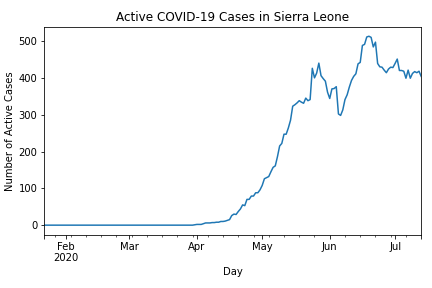 Active COVID-19 Cases in Sierra Leone
Number of Active Cases
500
400
300
200
100
0
Feb Mar Apr May Jun Jul
2020
Day